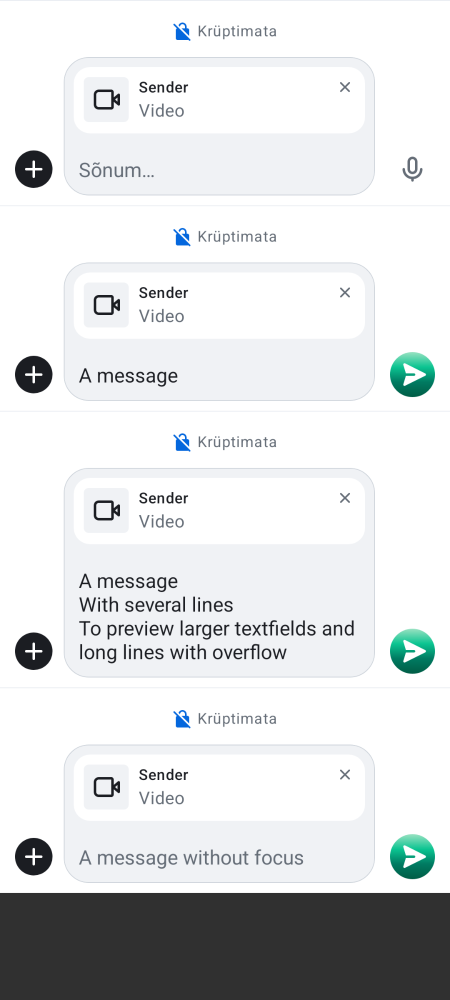 Krüptimata
Sender
Video
Sõnum…
Krüptimata
Sender
Video
A message
Krüptimata
Sender
Video
A message
With several lines
To preview larger textfields and
long lines with overflow
Krüptimata
Sender
Video
A message without focus